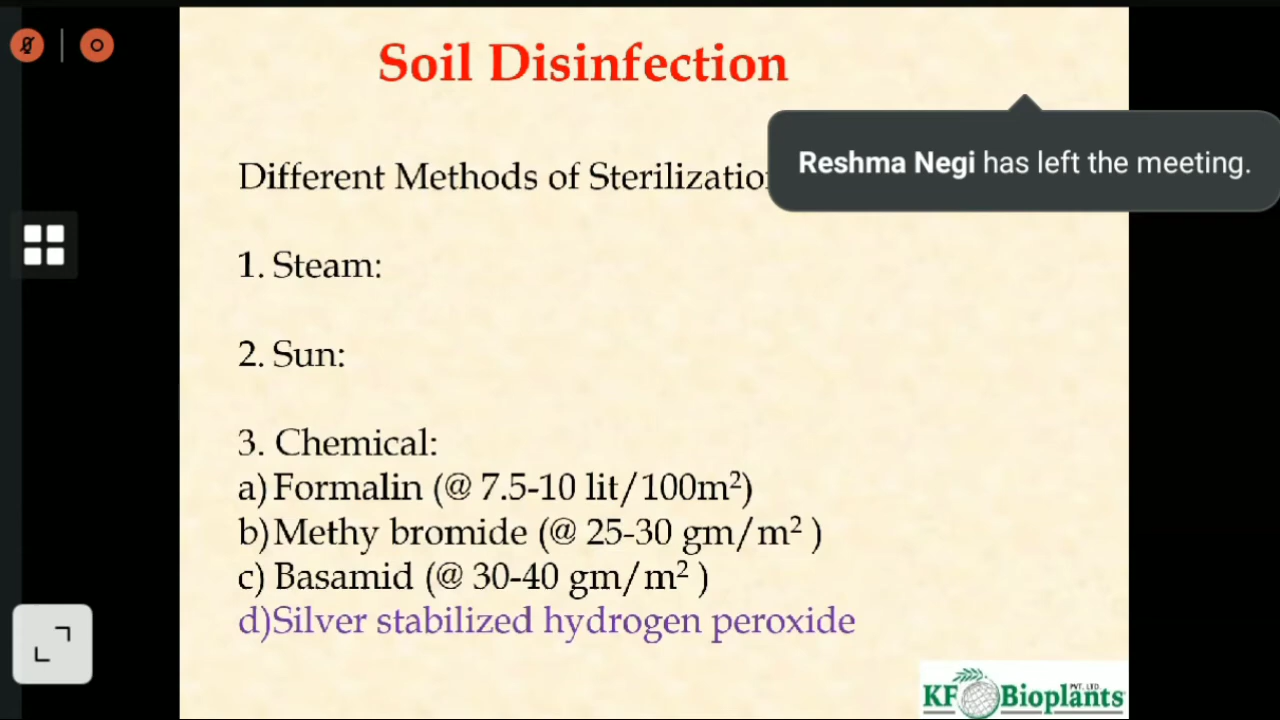 Soil Disinfection
Reshma Negi has left the meeting.
Different Methods of
1. Steam:
2. Sun:
3. Chemical:
a) Formalin (@ 7.5-10 lit/100m²)
b) Methy bromide (@ 25-30 gm/m² )
c) Basamid (@ 30-40 gm/m² )
d) Silver stabilized hydrogen peroxide
KF Bioplants PVT. LTD.